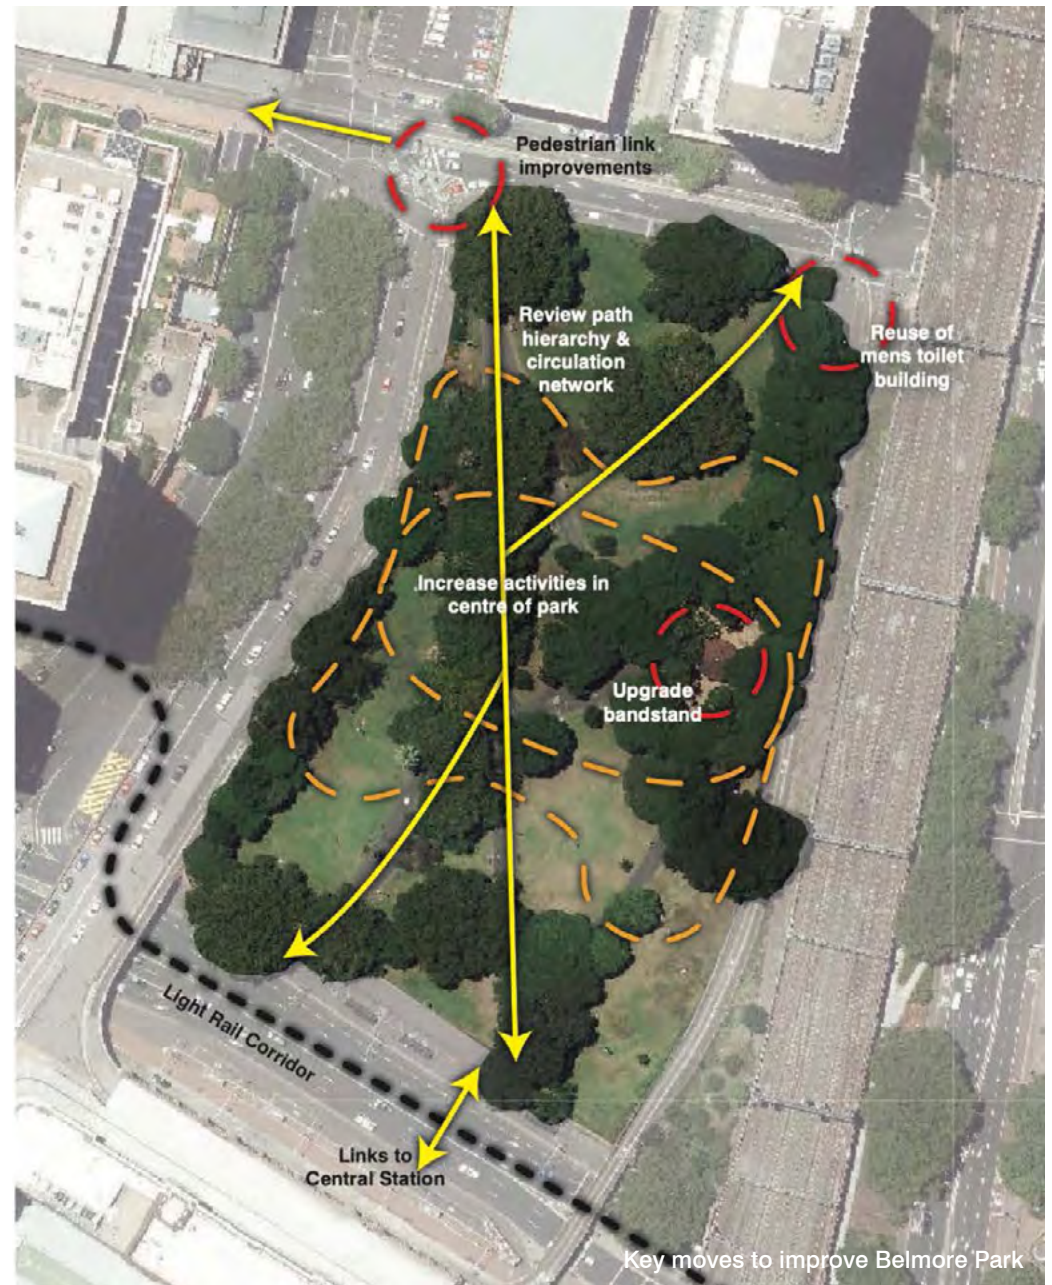 Pedestrian link
improvements
Review path
hierarchy &
circulation
network
Reuse of
mens toilet
building
Increase activities in
centre of park
Upgrade
bandstand
Light Rail Corridor
Links to
Central Station
Key moves to improve Belmore Park